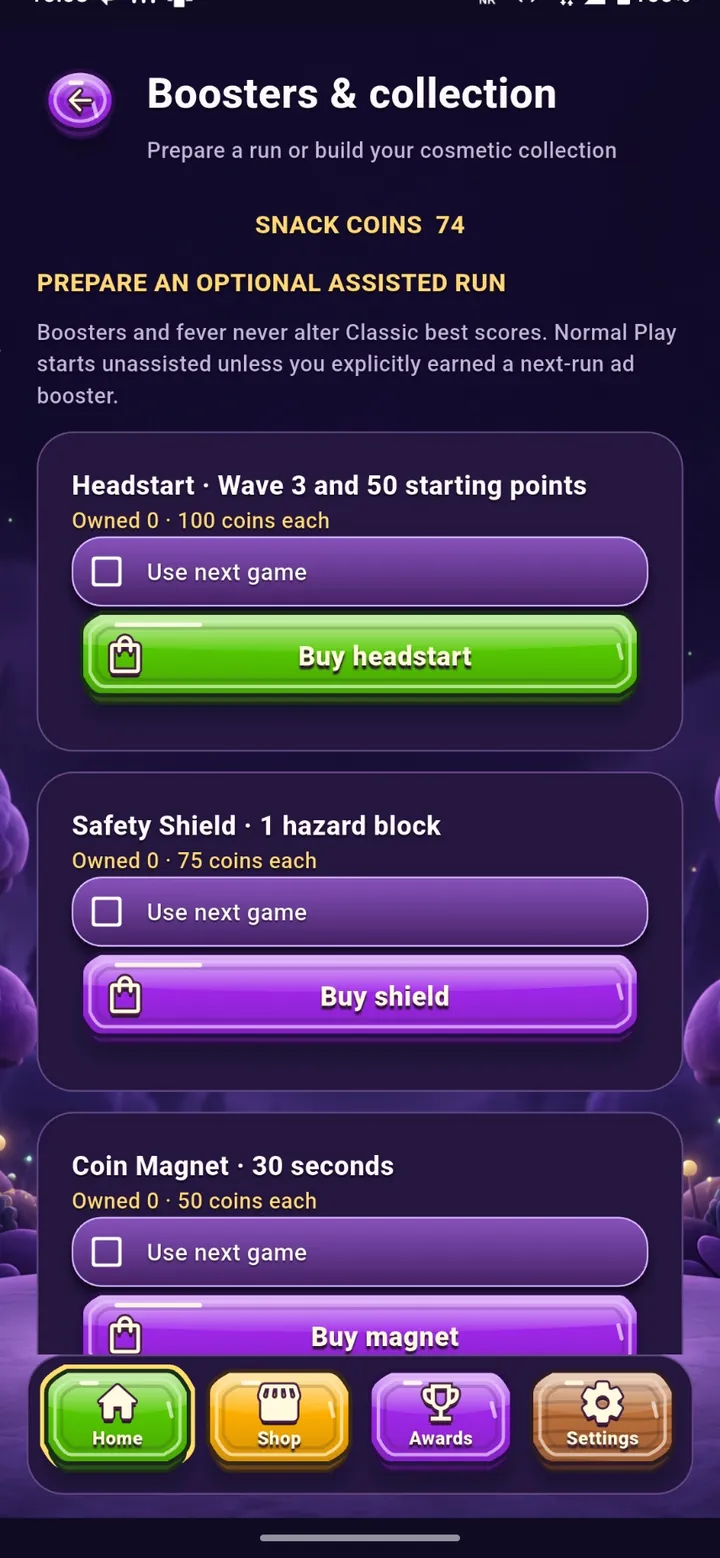 Boosters & collection
Prepare a run or build your cosmetic collection
SNACK COINS 74
PREPARE AN OPTIONAL ASSISTED RUN
Boosters and fever never alter Classic best scores. Normal Play
starts unassisted unless you explicitly earned a next-run ad
booster.
Headstart · Wave 3 and 50 starting points
Owned 0 · 100 coins each
Use next game
Buy headstart
Safety Shield · 1 hazard block
Owned 0 · 75 coins each
Use next game
Buy shield
Coin Magnet · 30 seconds
Owned 0 · 50 coins each
Use next game
Buy magnet
Home
Shop
Awards
Settings